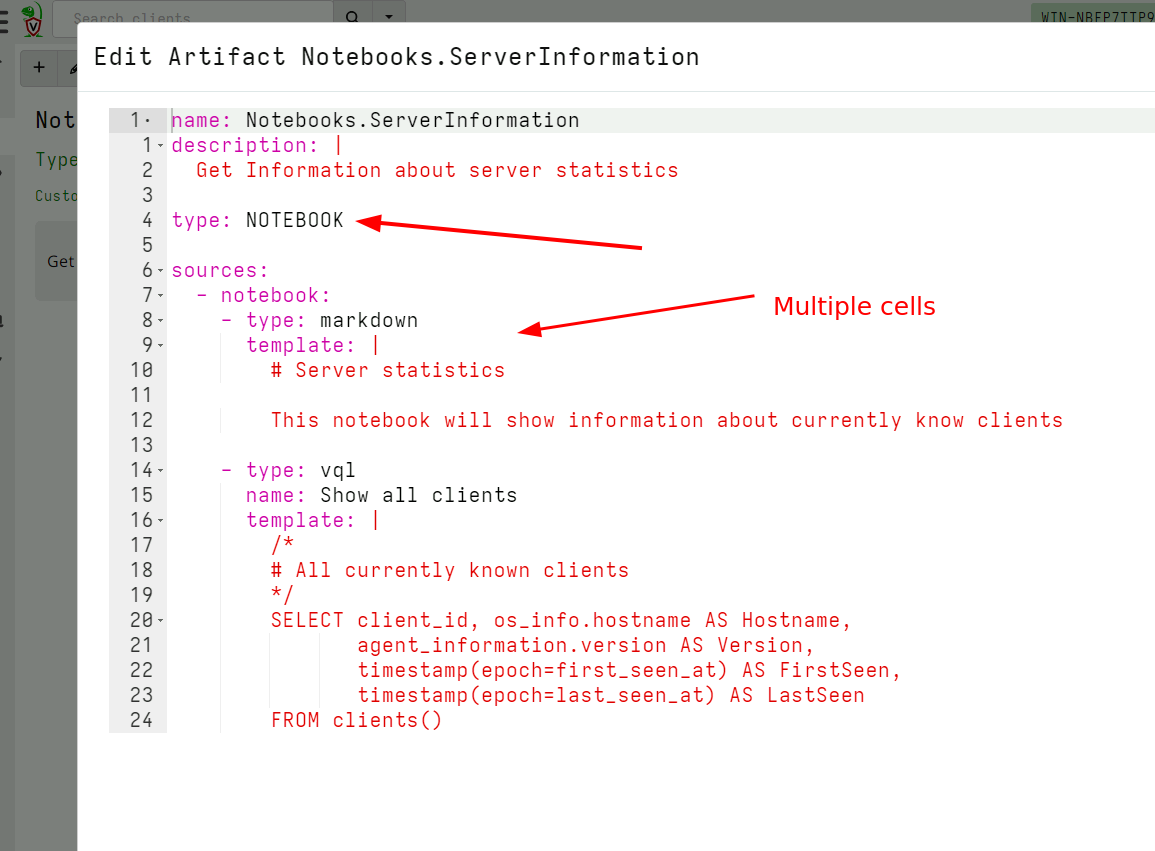 Search clients
WIN-NBFP7TTP9
Edit Artifact Notebooks.ServerInformation
Not
Type
Custo
Get
1 name: Notebooks.ServerInformation
1 description: |
2 Get Information about server statistics
3
4 type: NOTEBOOK
5
6 sources:
7 - notebook:
8 - type: markdown
Multiple cells
9 template: |
10 # Server statistics
11
12 This notebook will show information about currently know clients
13
14 - type: vql
15 name: Show all clients
16 template: |
17 /*
18 # All currently known clients
19 */
20 SELECT client_id, os_info.hostname AS Hostname,
21 agent_information.version AS Version,
22 timestamp(epoch=first_seen_at) AS FirstSeen,
23 timestamp(epoch=last_seen_at) AS LastSeen
24 FROM clients()